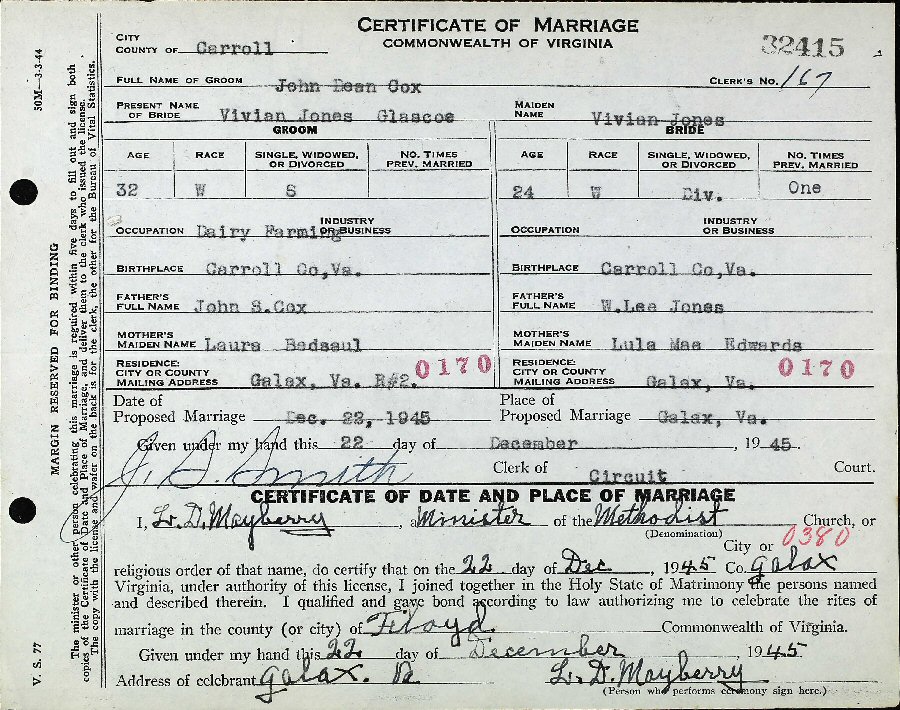 CERTIFICATE OF MARRIAGE
COMMONWEALTH OF VIRGINIA
CITY
COUNTY OF Carroll
32415
FULL NAME OF GROOM John Dean Cox CLERK'S NO. 167
PRESENT NAME OF BRIDE Vivian Jones Glascoe MAIDEN NAME Vivian Jones
GROOM BRIDE
AGE RACE SINGLE, WIDOWED, OR DIVORCED NO. TIMES PREV. MARRIED AGE RACE SINGLE, WIDOWED, OR DIVORCED NO. TIMES PREV. MARRIED
32 W S 24 W Div. One
OCCUPATION Dairy Farming INDUSTRY OR BUSINESS OCCUPATION INDUSTRY OR BUSINESS
BIRTHPLACE Carroll Co,Va. BIRTHPLACE Carroll Co,Va.
FATHER'S FULL NAME John S.Cox FATHER'S FULL NAME W.Lee Jones
MOTHER'S MAIDEN NAME Laura Bedsaul MOTHER'S MAIDEN NAME Lula Mae Edwards
RESIDENCE: CITY OR COUNTY MAILING ADDRESS Galax, Va. R#2. 0170 RESIDENCE: CITY OR COUNTY MAILING ADDRESS Galax, Va. 0170
Date of Proposed Marriage Dec. 22, 1945 Place of Proposed Marriage Galax, Va.
Given under my hand this 22 day of December, 1945.
J. S. Smith Clerk of Circuit Court.
CERTIFICATE OF DATE AND PLACE OF MARRIAGE
I, L. D. Mayberry, a Minister of the Methodist Church, or
(Denomination)
City or 0380
religious order of that name, do certify that on the 22 day of Dec, 1945 Co. Galax
Virginia, under authority of this license, I joined together in the Holy State of Matrimony the persons named
and described therein. I qualified and gave bond according to law authorizing me to celebrate the rites of
marriage in the county (or city) of Floyd Commonwealth of Virginia.
Given under my hand this 22 day of December 1945
Address of celebrant Galax. Va L. D. Mayberry
(Person who performs ceremony sign here.)
50M—3-3-44
MARGIN RESERVED FOR BINDING
V. S. 77
The minister or other person celebrating this marriage is required within five days to fill out and sign both
copies of the Certificate of Date and Place of Marriage, and deliver them to the clerk who issued the license.
The copy with the license and wafer on the back is for the clerk, the other for the Bureau of Vital Statistics.